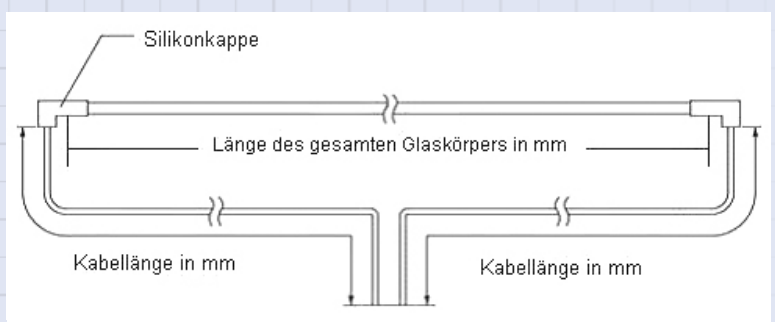 Silikonkappe
Länge des gesamten Glaskörpers in mm
Kabellänge in mm
Kabellänge in mm